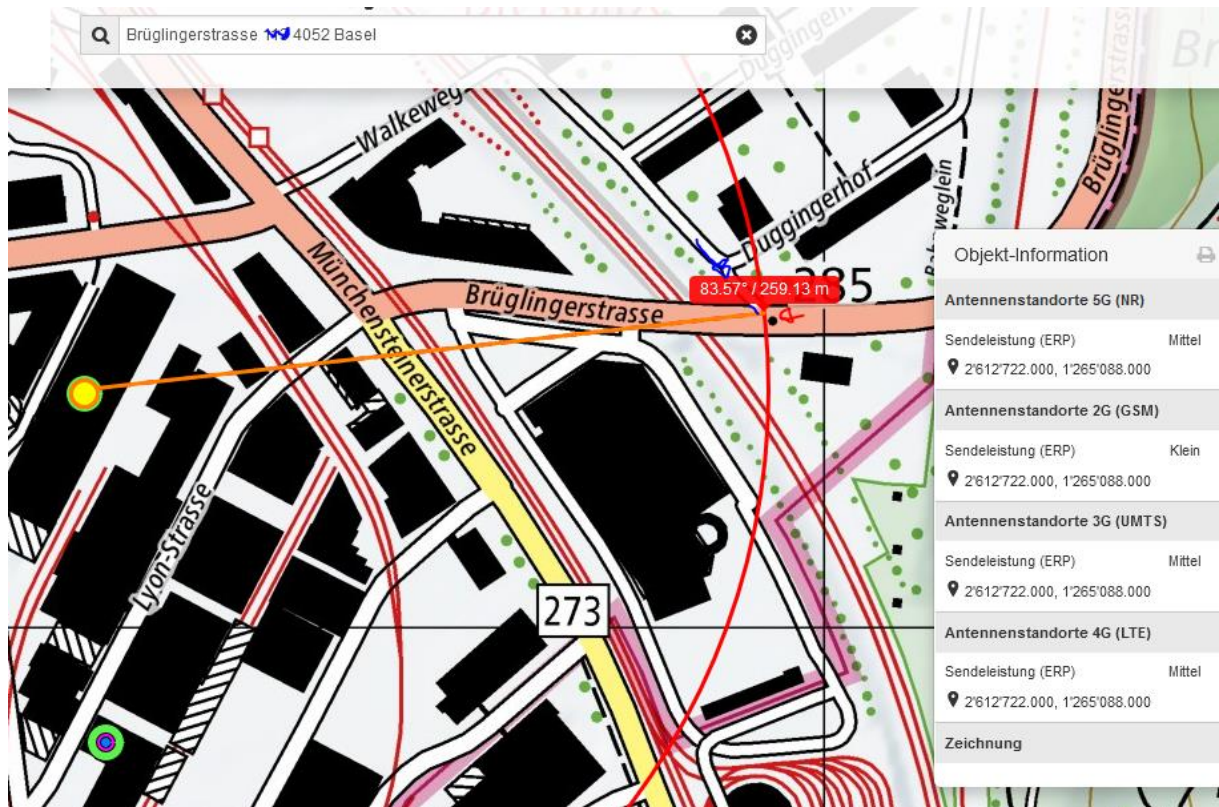 Brüglingerstrasse 4052 Basel
Duggingerhof
Br
Walkeweg
Brüglinge
Duggingerhof
weglein
83.57° / 259.13 m
285
Münchensteinerstrasse
Brüglingerstrasse
Lyon-Strasse
273
Objekt-Information
Antennenstandorte 5G (NR)
Sendeleistung (ERP) Mittel
2'612'722.000, 1'265'088.000
Antennenstandorte 2G (GSM)
Sendeleistung (ERP) Klein
2'612'722.000, 1'265'088.000
Antennenstandorte 3G (UMTS)
Sendeleistung (ERP) Mittel
2'612'722.000, 1'265'088.000
Antennenstandorte 4G (LTE)
Sendeleistung (ERP) Mittel
2'612'722.000, 1'265'088.000
Zeichnung